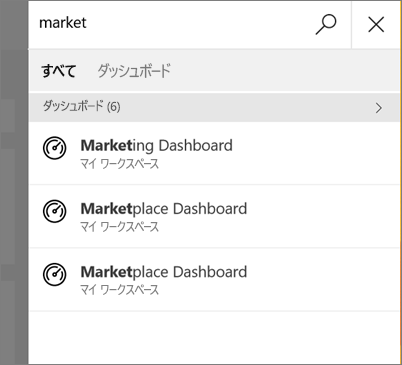 market
すべて ダッシュボード
ダッシュボード (6)
Marketing Dashboard
マイ ワークスペース
Marketplace Dashboard
マイ ワークスペース
Marketplace Dashboard
マイ ワークスペース